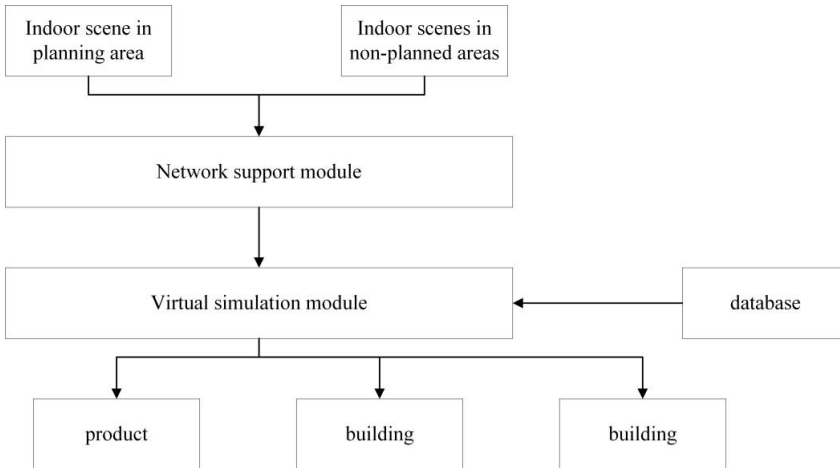 Indoor scene in
planning area
Indoor scenes in
non-planned areas
Network support module
Virtual simulation module
database
product
building
building